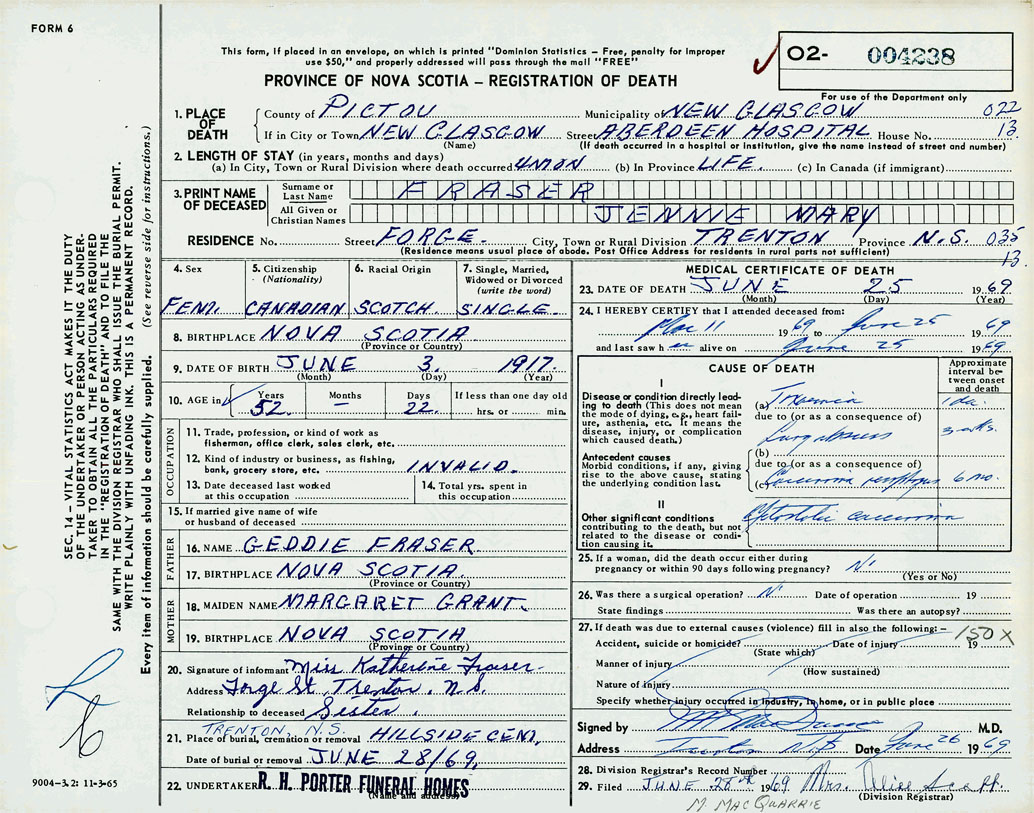 FORM 6
This form, if placed in an envelope, on which is printed "Dominion Statistics – Free, penalty for improper
use $50," and properly addressed will pass through the mail "FREE"
O2- 004238
PROVINCE OF NOVA SCOTIA – REGISTRATION OF DEATH
For use of the Department only
1. PLACE OF DEATH
County of PICTOU Municipality of NEW GLASGOW 022
If in City or Town NEW GLASGOW Street ABERDEEN HOSPITAL House No. 13
(Name) (If death occurred in a hospital or institution, give the name instead of street and number)
2. LENGTH OF STAY (in years, months and days)
(a) In City, Town or Rural Division where death occurred 4 MON (b) In Province LIFE. (c) In Canada (if immigrant)
3. PRINT NAME OF DECEASED
Surname or Last Name FRASER
All Given or Christian Names JENNIE MARY
RESIDENCE No. Street FORGE. City, Town or Rural Division TRENTON Province N.S. 035
(Residence means usual place of abode. Post Office Address for residents in rural parts not sufficient) 13
4. Sex FEM.
5. Citizenship (Nationality) CANADIAN
6. Racial Origin SCOTCH
7. Single, Married, Widowed or Divorced (write the word) SINGLE
8. BIRTHPLACE NOVA SCOTIA
(Province or Country)
9. DATE OF BIRTH JUNE 3. 1917.
(Month) (Day) (Year)
10. AGE in Years 52. Months – Days 22. If less than one day old hrs. or min.
OCCUPATION
11. Trade, profession, or kind of work as
fisherman, office clerk, sales clerk, etc.
12. Kind of industry or business, as fishing,
bank, grocery store, etc. INVALID.
13. Date deceased last worked
at this occupation
14. Total yrs. spent in
this occupation
15. If married give name of wife
or husband of deceased
FATHER
16. NAME GEDDIE FRASER.
17. BIRTHPLACE NOVA SCOTIA.
(Province or Country)
MOTHER
18. MAIDEN NAME MARGARET GRANT.
19. BIRTHPLACE NOVA SCOTIA
(Province or Country)
20. Signature of informant Miss Katherine Fraser.
Address Forge St. Trenton. N.S.
Relationship to deceased Sister.
TRENTON, N.S.
21. Place of burial, cremation or removal HILLSIDE CEM.
Date of burial or removal JUNE 28/69.
22. UNDERTAKER R. H. PORTER FUNERAL HOMES
(Name and address)
MEDICAL CERTIFICATE OF DEATH
23. DATE OF DEATH JUNE 25 1969
(Month) (Day) (Year)
24. I HEREBY CERTIFY that I attended deceased from:
11 1969 to June 25 1969
and last saw h alive on June 25 1969
CAUSE OF DEATH
Approximate interval between onset and death
I
Disease or condition directly leading to death (This does not mean the mode of dying, e.g., heart failure, asthenia, etc. It means the disease, injury, or complication which caused death.)
(a)
due to (or as a consequence of)
Antecedent causes
Morbid conditions, if any, giving rise to the above cause, stating the underlying condition last.
(b)
due to (or as a consequence of)
(c) Carcinoma 6 mo.
II
Other significant conditions contributing to the death, but not related to the disease or condition causing it.
carcinoma
25. If a woman, did the death occur either during
pregnancy or within 90 days following pregnancy?
(Yes or No)
26. Was there a surgical operation? Date of operation 19
State findings Was there an autopsy?
27. If death was due to external causes (violence) fill in also the following: – 150 X
Accident, suicide or homicide? Date of injury 19
(State which)
Manner of injury
(How sustained)
Nature of injury
Specify whether injury occurred in industry, in home, or in public place
Signed by M.D.
Address Date June 26 1969.
28. Division Registrar's Record Number
29. Filed JUNE 28th 1969 Mrs. Alice Scott.
(Division Registrar)
M. MACQUARRIE
SEC. 14 – VITAL STATISTICS ACT MAKES IT THE DUTY
OF THE UNDERTAKER OR PERSON ACTING AS UNDER-
TAKER TO OBTAIN ALL THE PARTICULARS REQUIRED
IN THE "REGISTRATION OF DEATH" AND TO FILE THE
SAME WITH THE DIVISION REGISTRAR WHO SHALL ISSUE THE BURIAL PERMIT.
WRITE PLAINLY WITH UNFADING INK. THIS IS A PERMANENT RECORD.
Every item of information should be carefully supplied. (See reverse side for instructions.)
9004-3.2: 11-3-65